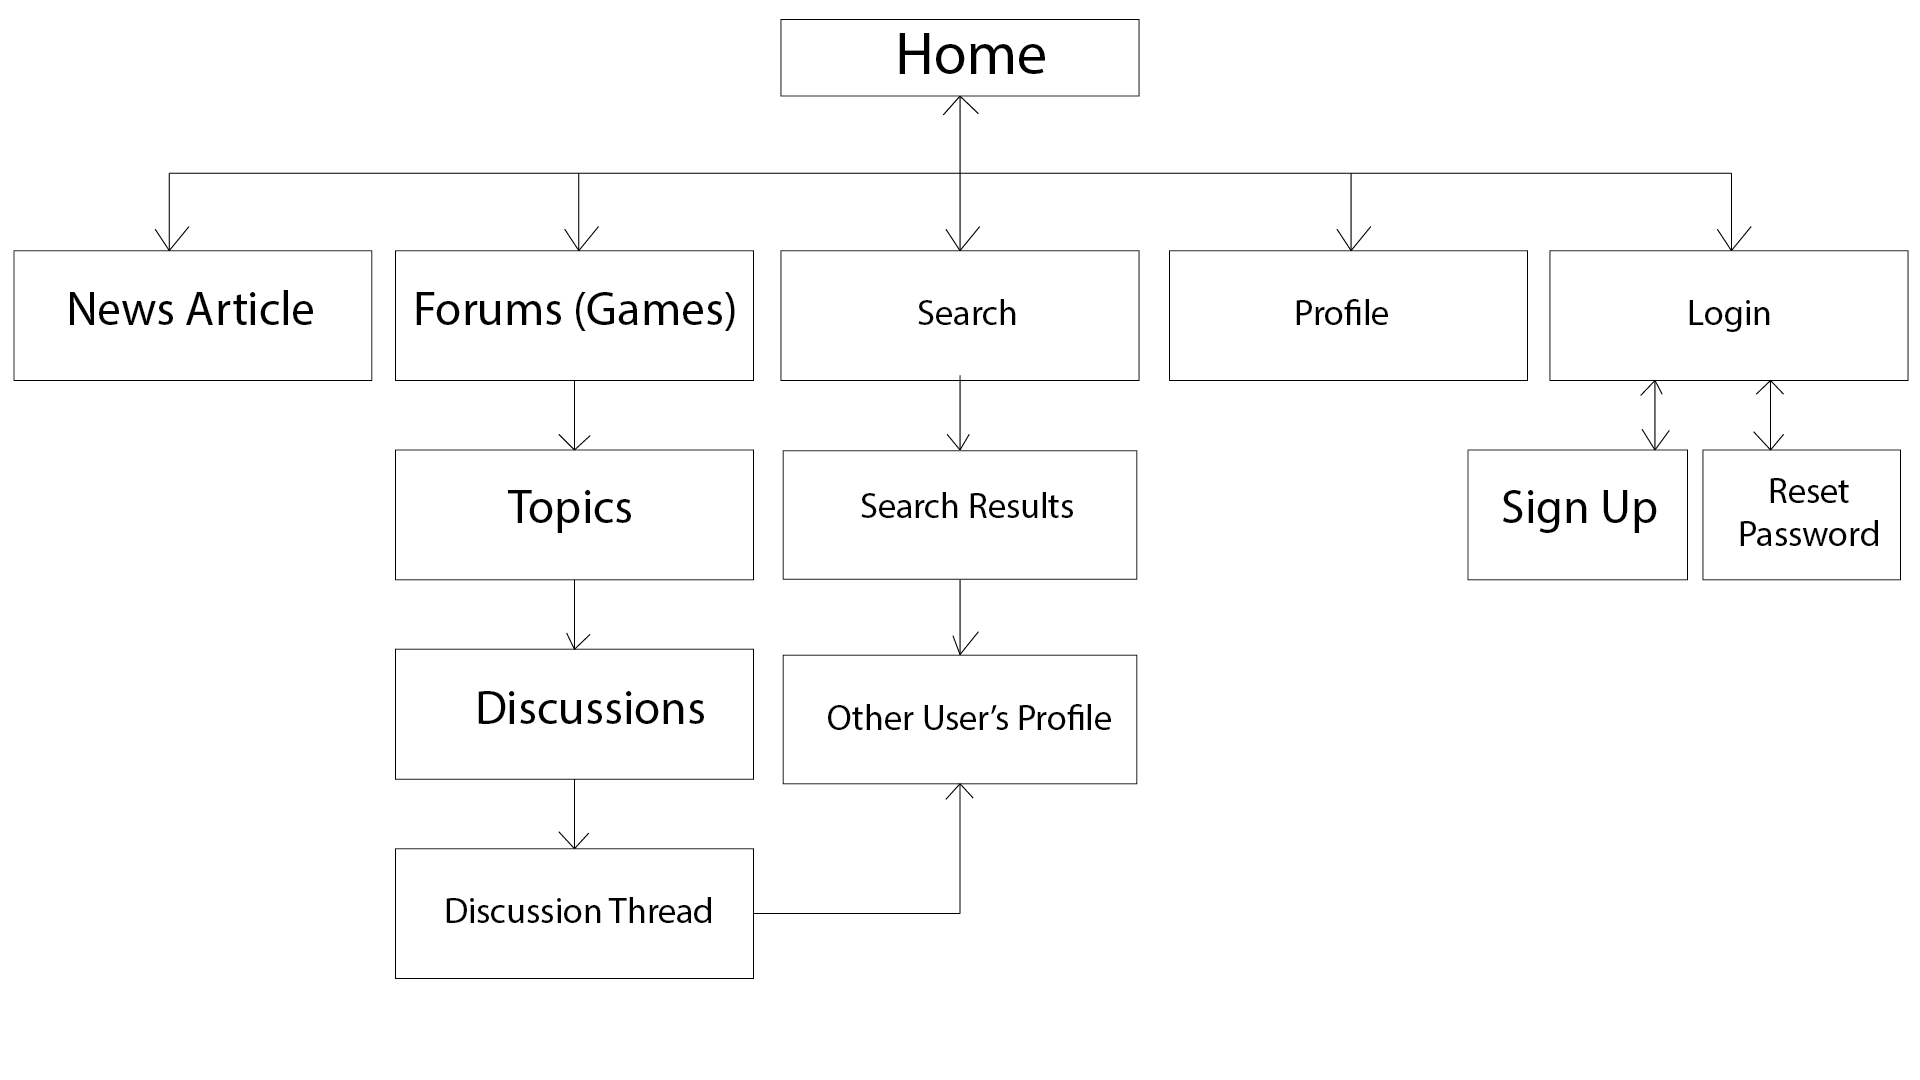 Home
News Article
Forums (Games)
Search
Profile
Login
Topics
Search Results
Sign Up
Reset
Password
Discussions
Other User’s Profile
Discussion Thread